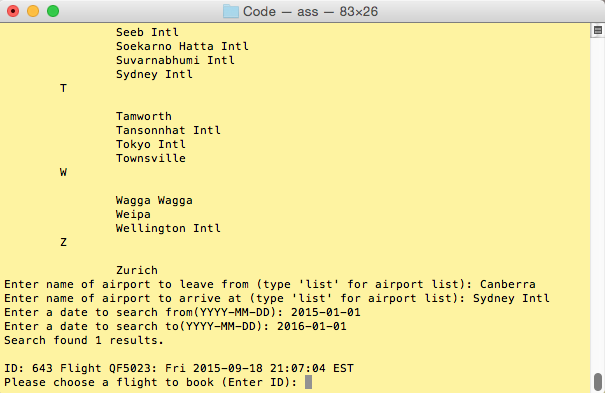 Code — ass — 83×26
Seeb Intl
Soekarno Hatta Intl
Suvarnabhumi Intl
Sydney Intl
T
Tamworth
Tansonnhat Intl
Tokyo Intl
Townsville
W
Wagga Wagga
Weipa
Wellington Intl
Z
Zurich
Enter name of airport to leave from (type 'list' for airport list): Canberra
Enter name of airport to arrive at (type 'list' for airport list): Sydney Intl
Enter a date to search from(YYYY-MM-DD): 2015-01-01
Enter a date to search to(YYYY-MM-DD): 2016-01-01
Search found 1 results.
ID: 643 Flight QF5023: Fri 2015-09-18 21:07:04 EST
Please choose a flight to book (Enter ID):